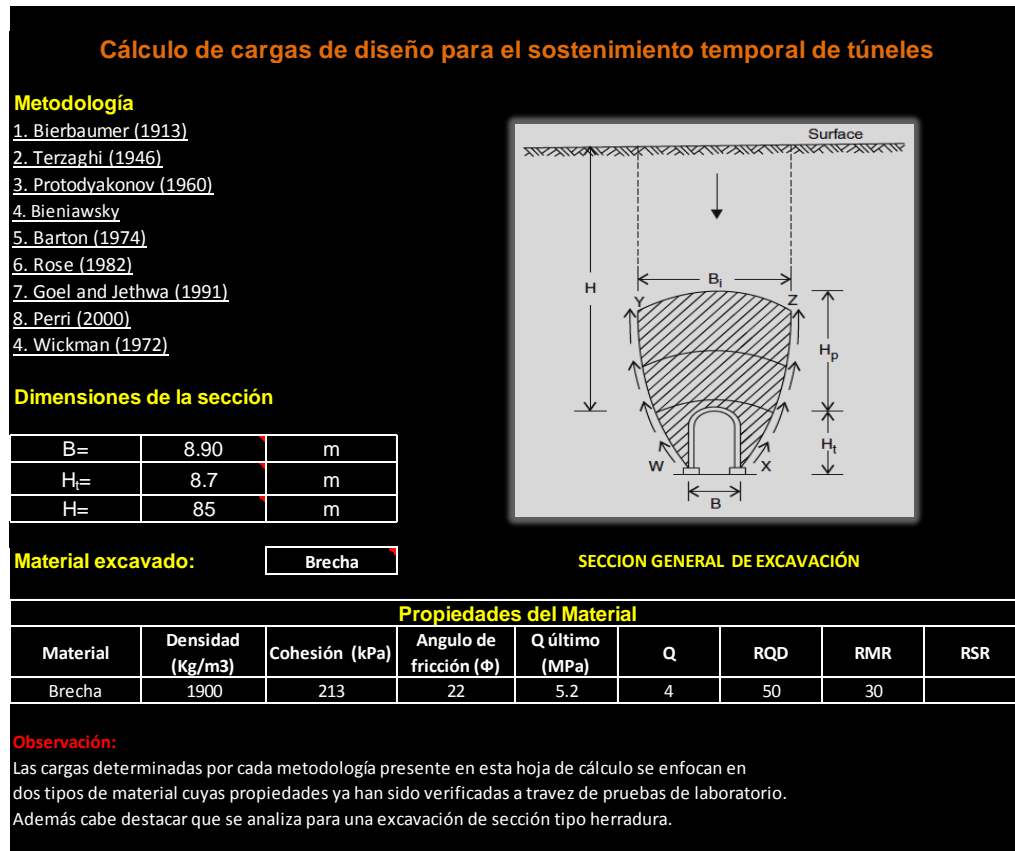 Cálculo de cargas de diseño para el sostenimiento temporal de túneles
Metodología
1. Bierbaumer (1913)
2. Terzaghi (1946)
3. Protodyakonov (1960)
4. Bieniawsky
5. Barton (1974)
6. Rose (1982)
7. Goel and Jethwa (1991)
8. Perri (2000)
4. Wickman (1972)
Surface
H
Bi
Y
Z
Hp
Ht
W
X
B
Dimensiones de la sección
B= 8.90 m
Ht= 8.7 m
H= 85 m
Material excavado: Brecha
SECCION GENERAL DE EXCAVACIÓN
Propiedades del Material
Material Densidad (Kg/m3) Cohesión (kPa) Angulo de fricción (Φ) Q último (MPa) Q RQD RMR RSR
Brecha 1900 213 22 5.2 4 50 30
Observación:
Las cargas determinadas por cada metodología presente en esta hoja de cálculo se enfocan en
dos tipos de material cuyas propiedades ya han sido verificadas a travez de pruebas de laboratorio.
Además cabe destacar que se analiza para una excavación de sección tipo herradura.